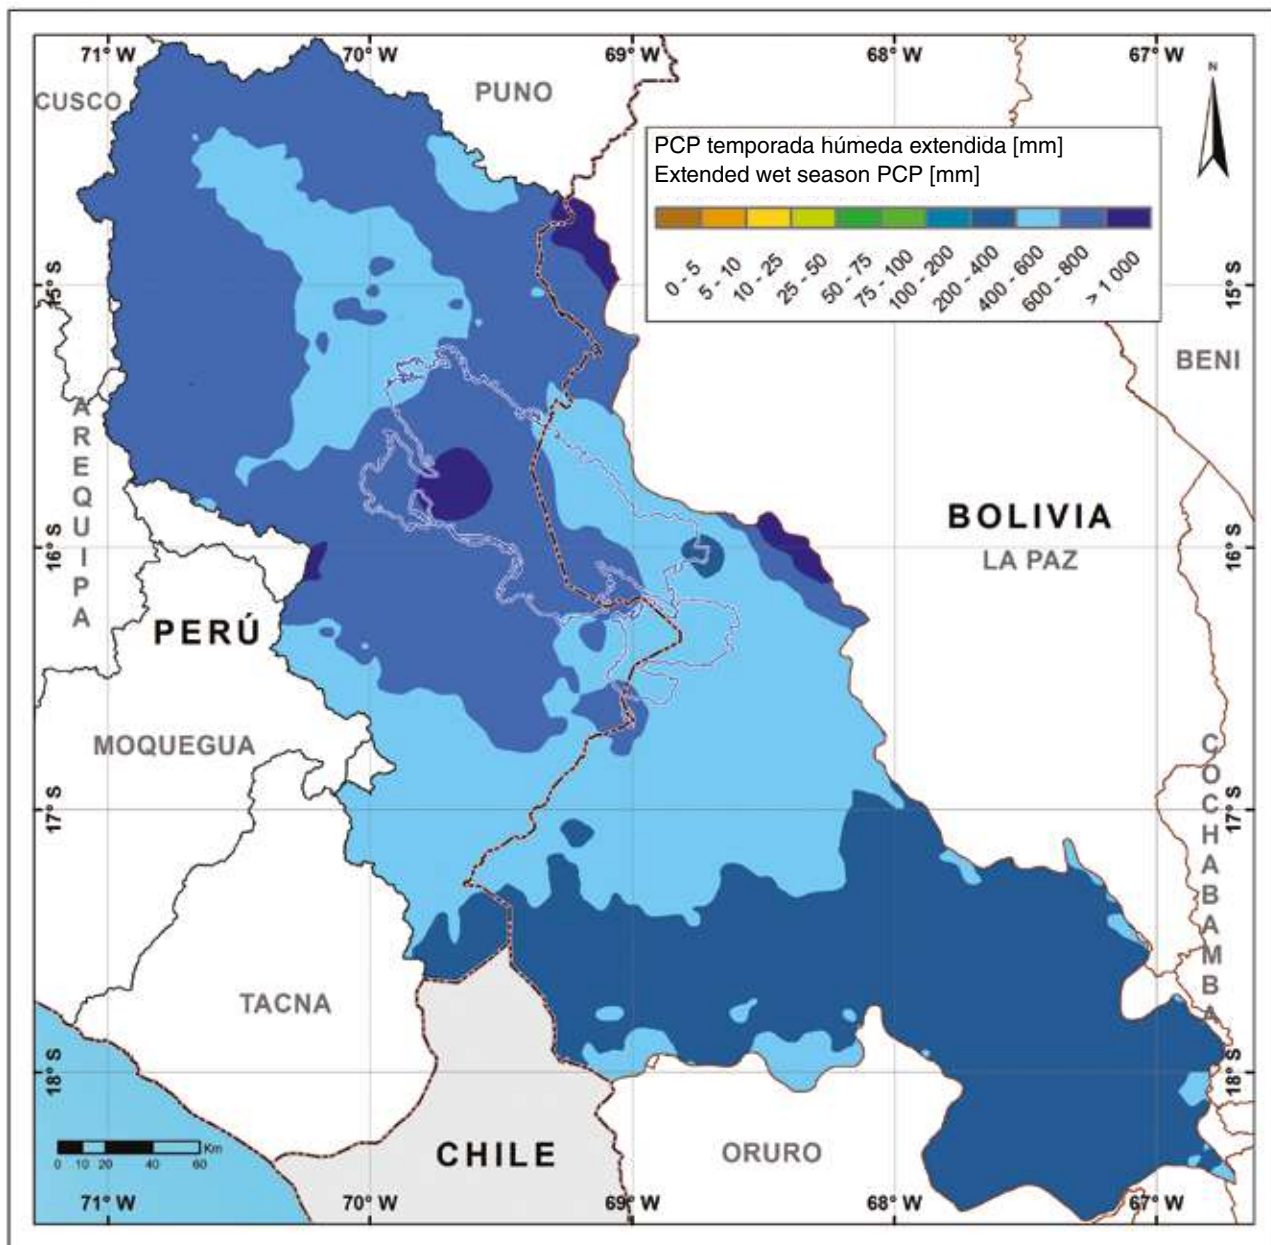 71° W 70° W 69° W 68° W 67° W
N
CUSCO
PUNO
PCP temporada húmeda extendida [mm]
Extended wet season PCP [mm]
0 - 5 5 - 10 10 - 25 25 - 50 50 - 75 75 - 100 100 - 200 200 - 400 400 - 600 600 - 800 > 1 000
15° S 15° S
BENI
AREQUIPA
BOLIVIA
LA PAZ
16° S 16° S
PERÚ
MOQUEGUA
COCHABAMBA
17° S 17° S
TACNA
18° S 18° S
CHILE
ORURO
Km
0 10 20 40 60
71° W 70° W 69° W 68° W 67° W